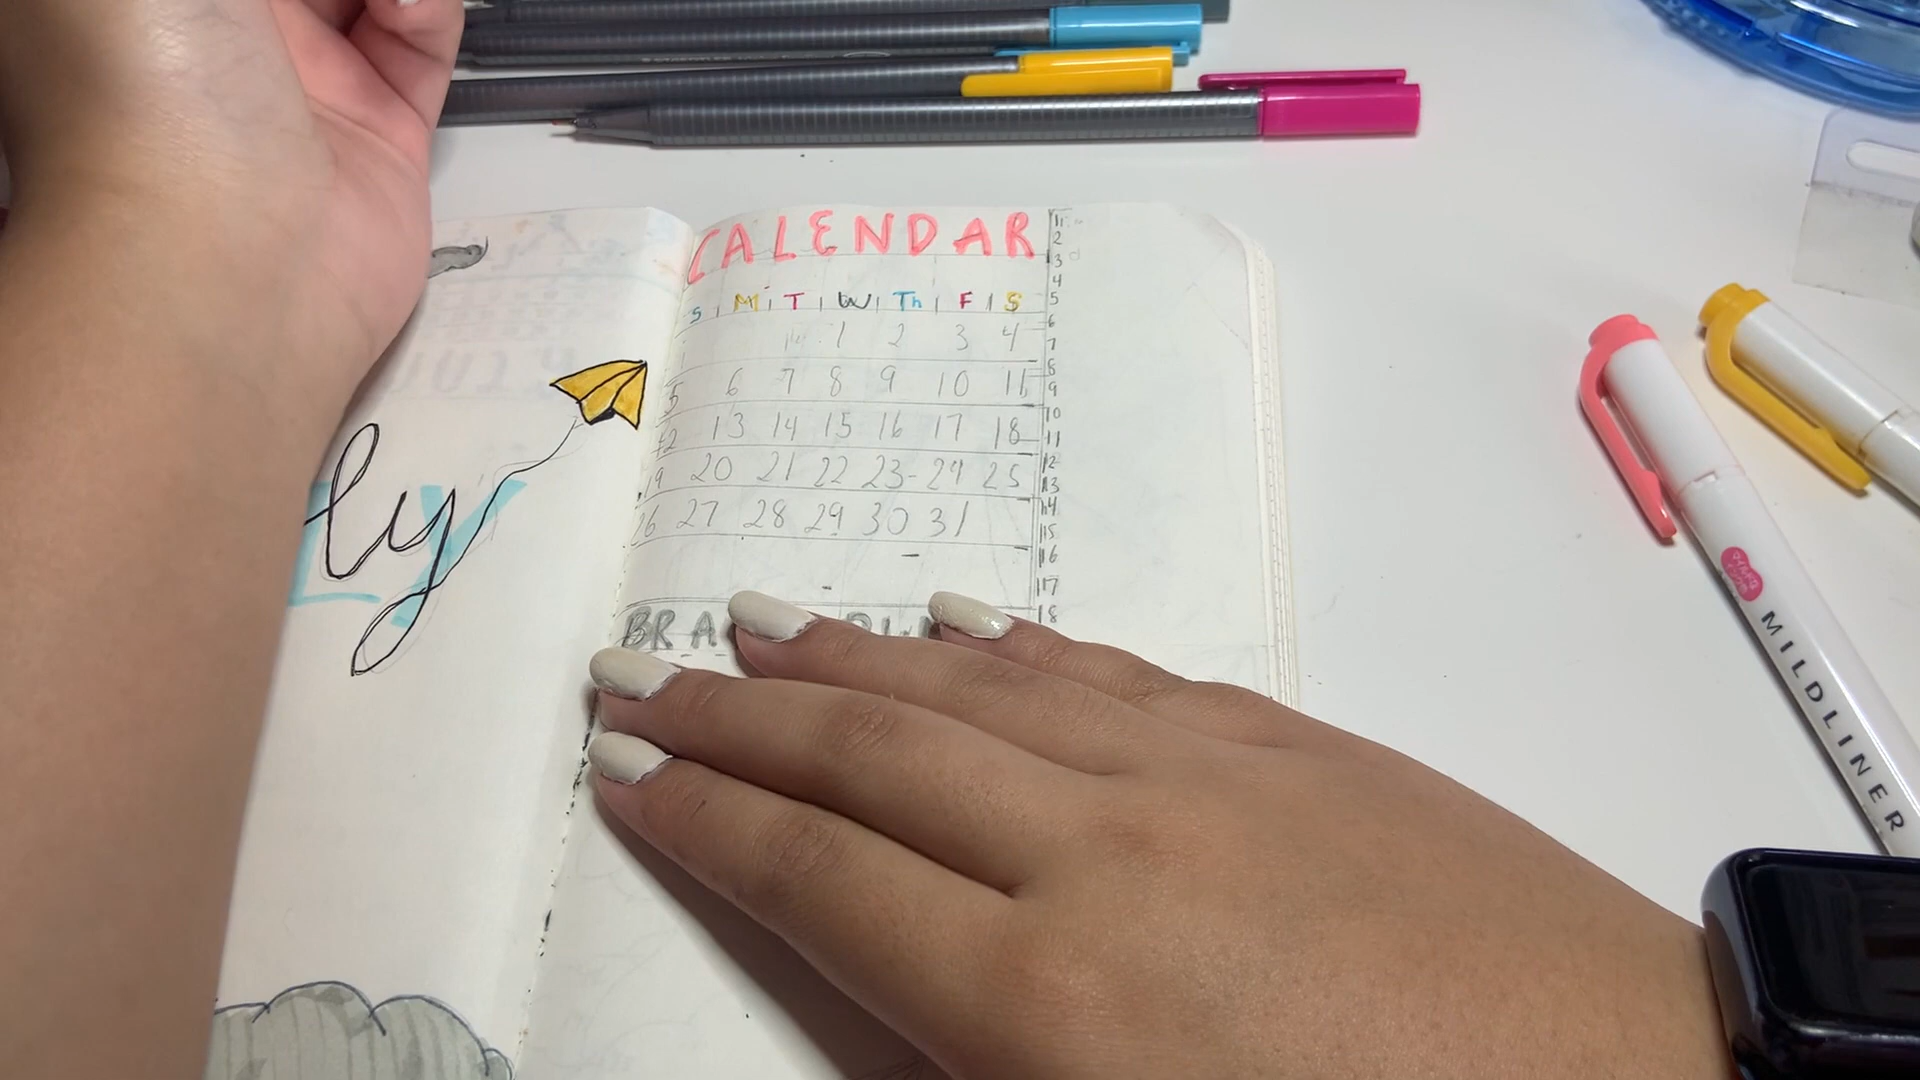 ly
LY
CALENDAR
S M T W Th F S
1 2 3 4
5 6 7 8 9 10 11
12 13 14 15 16 17 18
19 20 21 22 23 24 25
26 27 28 29 30 31
BRA
1
2
3
4
5
6
7
8
9
10
11
12
13
14
15
16
17
18
MILDLINER